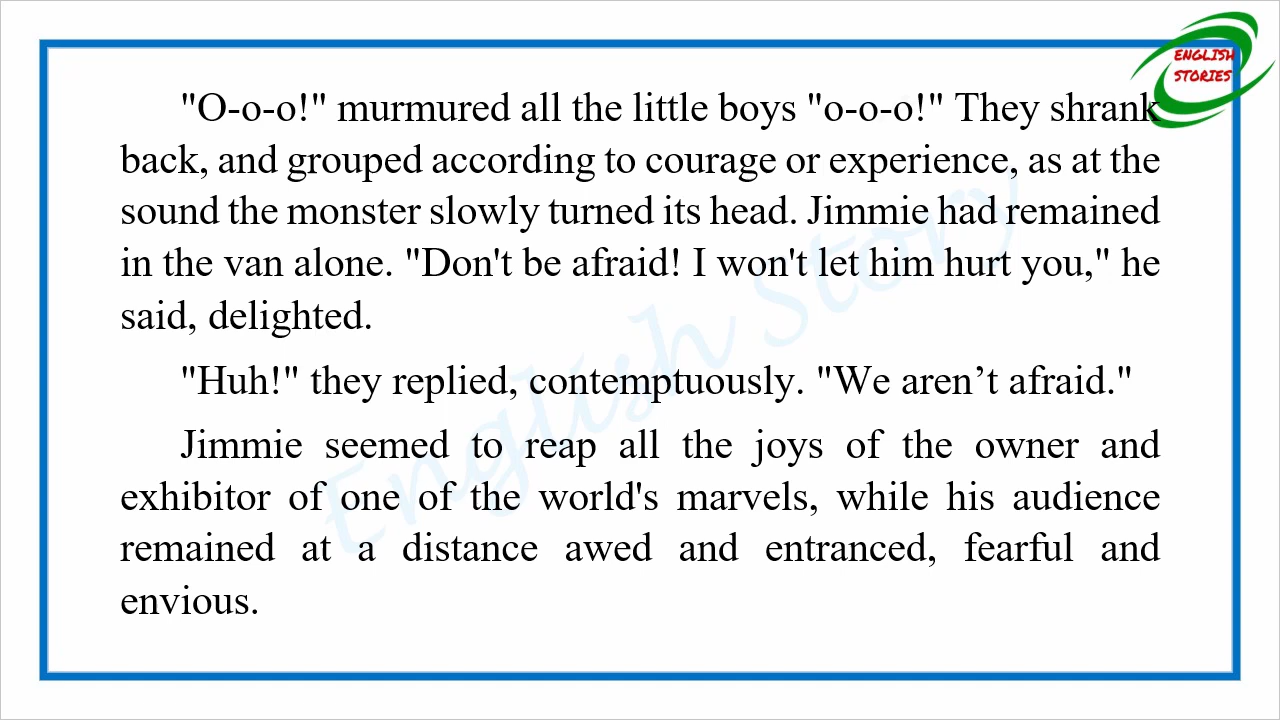 ENGLISH
STORIES
"O-o-o!" murmured all the little boys "o-o-o!" They shrank
back, and grouped according to courage or experience, as at the
sound the monster slowly turned its head. Jimmie had remained
in the van alone. "Don't be afraid! I won't let him hurt you," he
said, delighted.
"Huh!" they replied, contemptuously. "We aren’t afraid."
Jimmie seemed to reap all the joys of the owner and
exhibitor of one of the world's marvels, while his audience
remained at a distance awed and entranced, fearful and
envious.
English Story